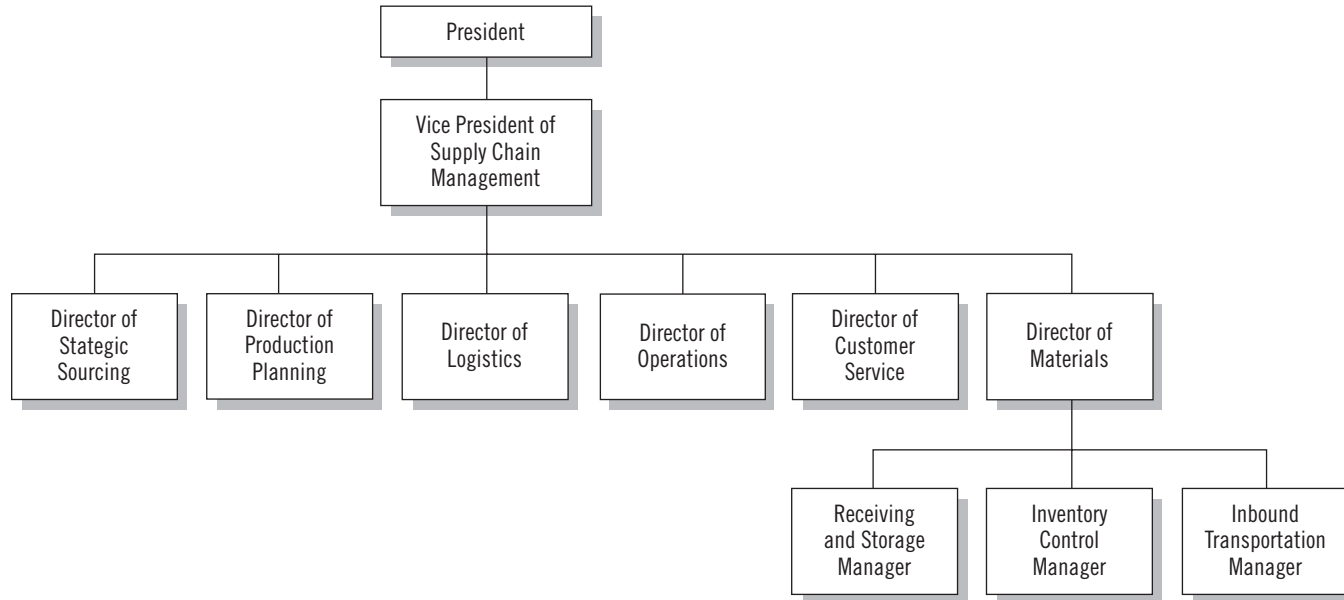 President
Vice President of
Supply Chain
Management
Director of
Stategic
Sourcing
Director of
Production
Planning
Director of
Logistics
Director of
Operations
Director of
Customer
Service
Director of
Materials
Receiving
and Storage
Manager
Inventory
Control
Manager
Inbound
Transportation
Manager